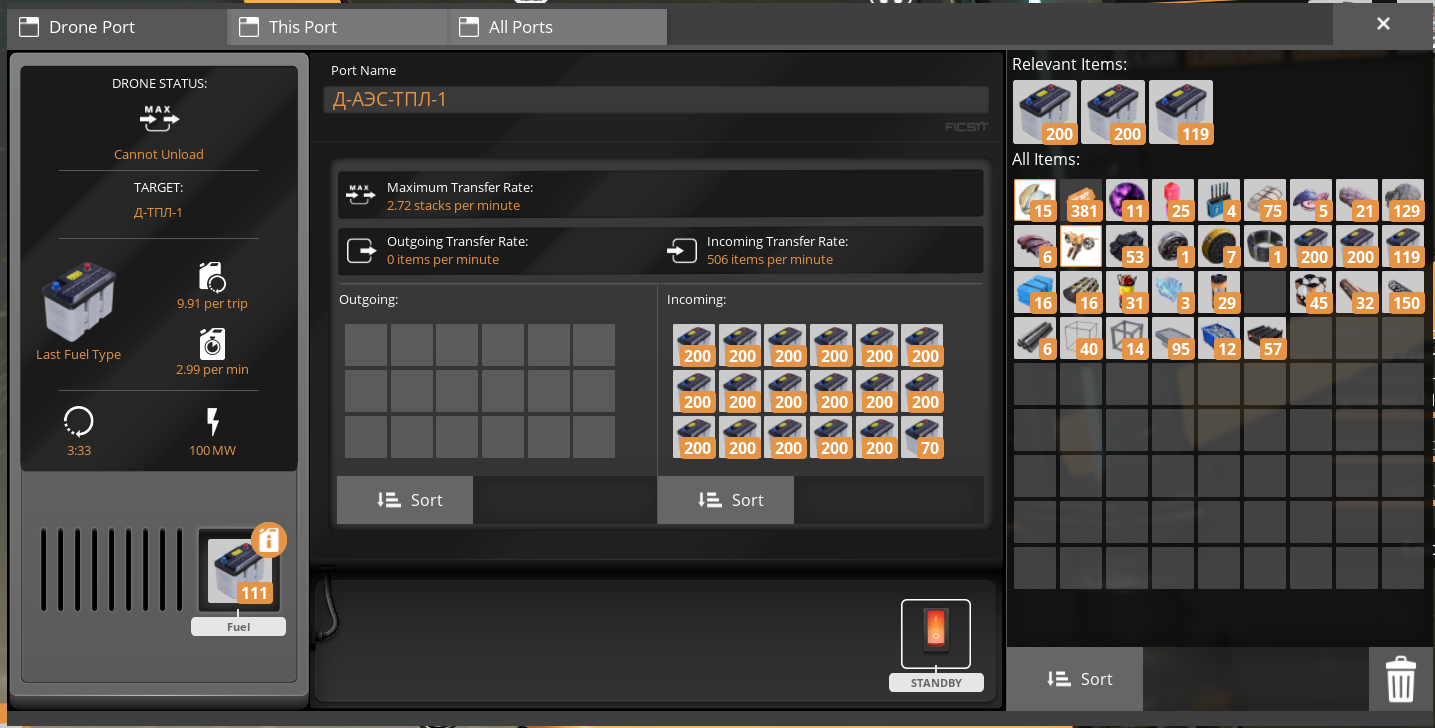 Drone Port
This Port
All Ports
DRONE STATUS:
MAX
Cannot Unload
TARGET:
Д-ТПЛ-1
9.91 per trip
Last Fuel Type
2.99 per min
3:33
100 MW
111
Fuel
Port Name
Д-АЭС-ТПЛ-1
FICSIT
MAX
Maximum Transfer Rate:
2.72 stacks per minute
Outgoing Transfer Rate:
0 items per minute
Incoming Transfer Rate:
506 items per minute
Outgoing:
Incoming:
200 200 200 200 200 200
200 200 200 200 200 200
200 200 200 200 200 70
Sort
Sort
STANDBY
Relevant Items:
200 200 119
All Items:
15 381 11 25 4 75 5 21 129
6 53 1 7 1 200 200 119
16 16 31 3 29 45 32 150
6 40 14 95 12 57
Sort